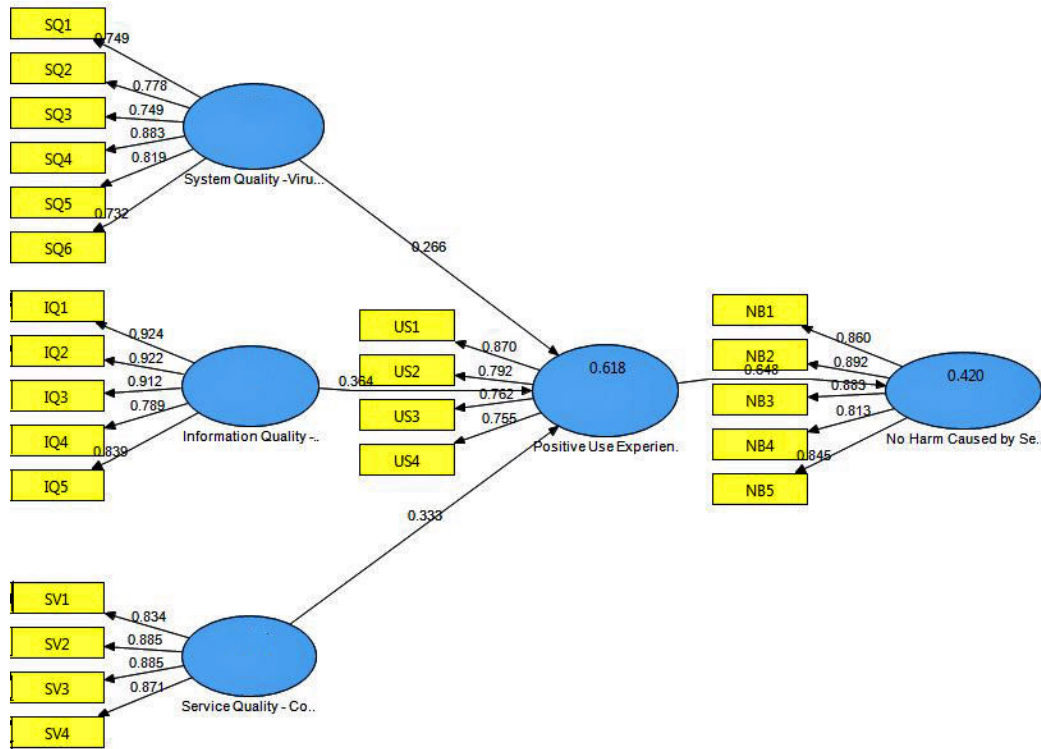 SQ1
0.749
SQ2
0.778
SQ3
0.749
0.883
SQ4
0.819
SQ5
0.732
SQ6
System Quality -Viru...
0.266
IQ1
0.924
IQ2
0.922
IQ3
0.912
IQ4
0.789
IQ5
0.839
Information Quality -..
0.364
US1
0.870
US2
0.792
US3
0.762
US4
0.755
0.618
Positive Use Experien.
0.648
NB1
0.860
NB2
0.892
NB3
0.883
NB4
0.813
NB5
0.845
0.420
No Harm Caused by Se..
0.333
SV1
0.834
SV2
0.885
SV3
0.885
SV4
0.871
Service Quality - Co..